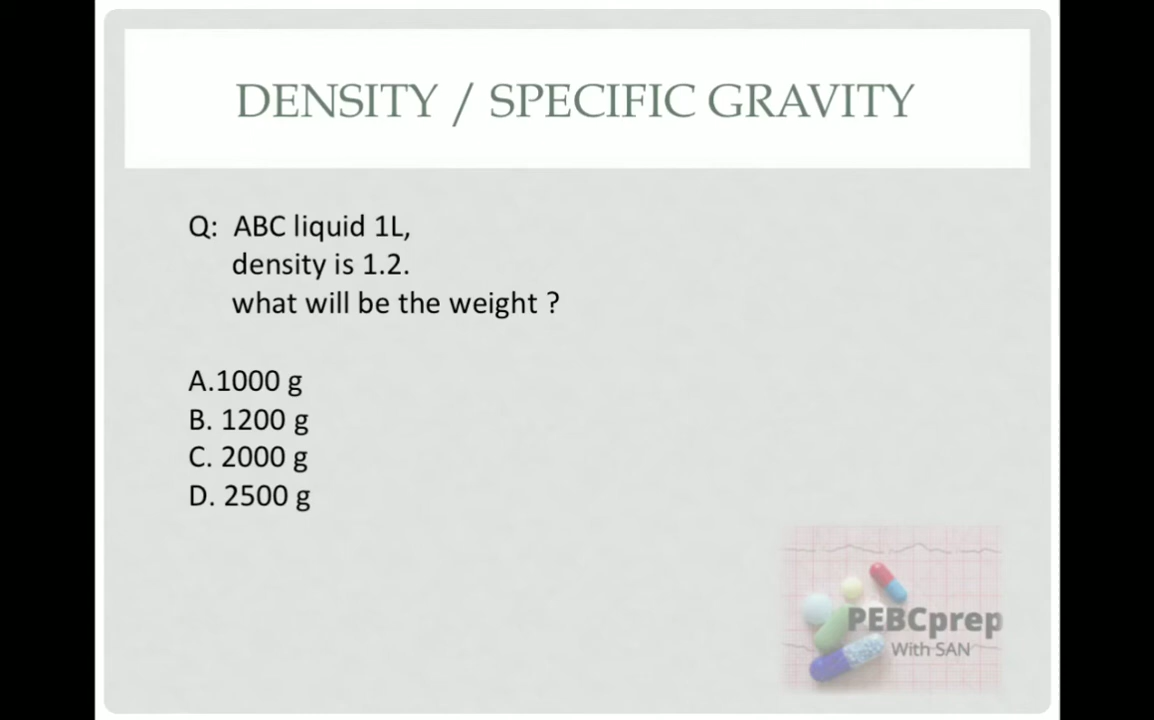 DENSITY / SPECIFIC GRAVITY
Q: ABC liquid 1L,
density is 1.2.
what will be the weight ?
A.1000 g
B. 1200 g
C. 2000 g
D. 2500 g
PEBCprep
With SAN